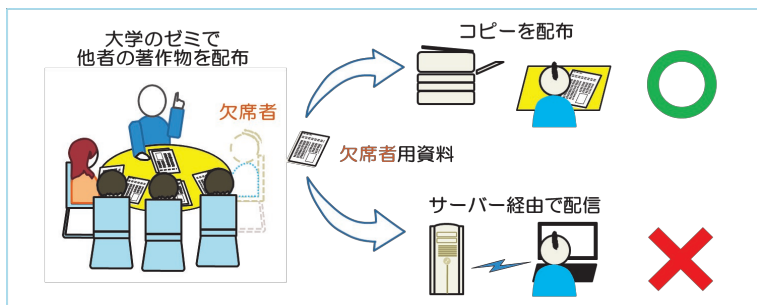 大学のゼミで
他者の著作物を配布
欠席者
欠席者用資料
コピーを配布
サーバー経由で配信